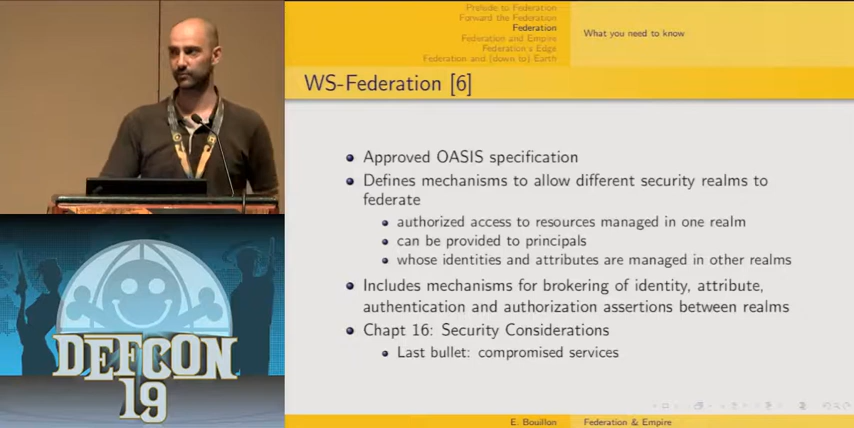 Prelude to Federation
Forward the Federation
Federation
Federation and Empire
Federation's Edge
Federation and (down to) Earth
What you need to know
WS-Federation [6]
Approved OASIS specification
Defines mechanisms to allow different security realms to
federate
authorized access to resources managed in one realm
can be provided to principals
whose identities and attributes are managed in other realms
Includes mechanisms for brokering of identity, attribute,
authentication and authorization assertions between realms
Chapt 16: Security Considerations
Last bullet: compromised services
E. Bouillon
Federation & Empire
DEFCON
19